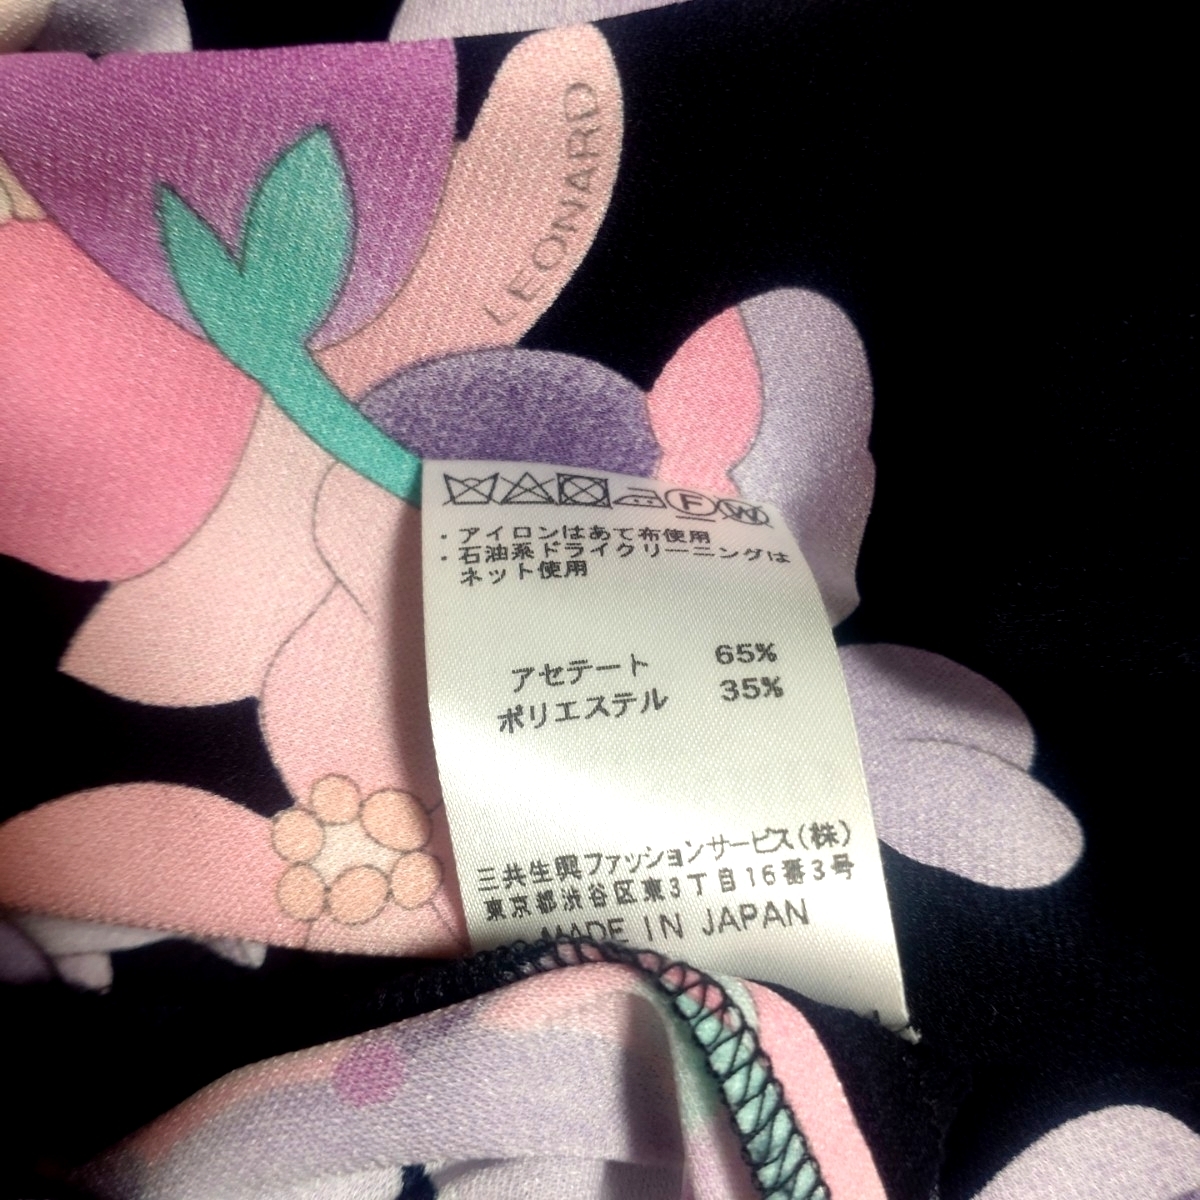 LEONARD
F W
・アイロンはあて布使用
・石油系ドライクリーニングは
ネット使用
アセテート 65%
ポリエステル 35%
三共生興ファッションサービス(株)
東京都渋谷区東3丁目16番3号
MADE IN JAPAN